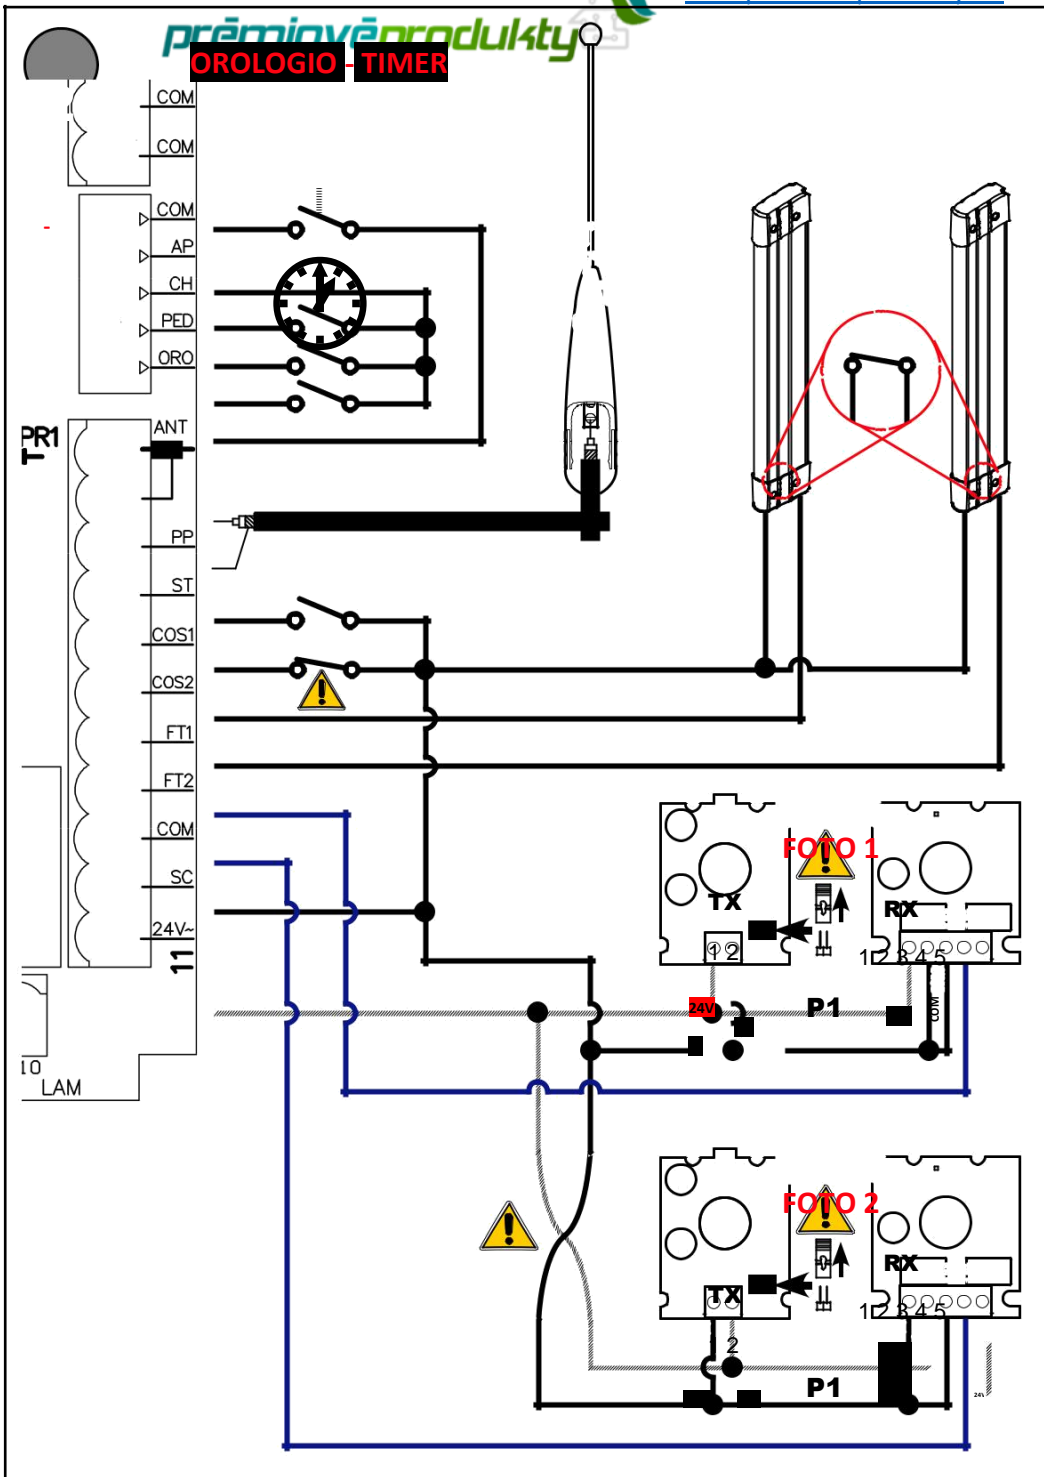 prémiovéprodukty
OROLOGIO - TIMER
COM
COM
COM
AP
CH
PED
ORO
ANT
PR1
T
PP
ST
COS1
COS2
FT1
FT2
COM
SC
24V~
11
10
LAM
FOTO 1
TX
RX
1 2
1 2 3 4 5
24V
P1
COM
FOTO 2
TX
RX
1 2 3 4 5
2
P1
24V